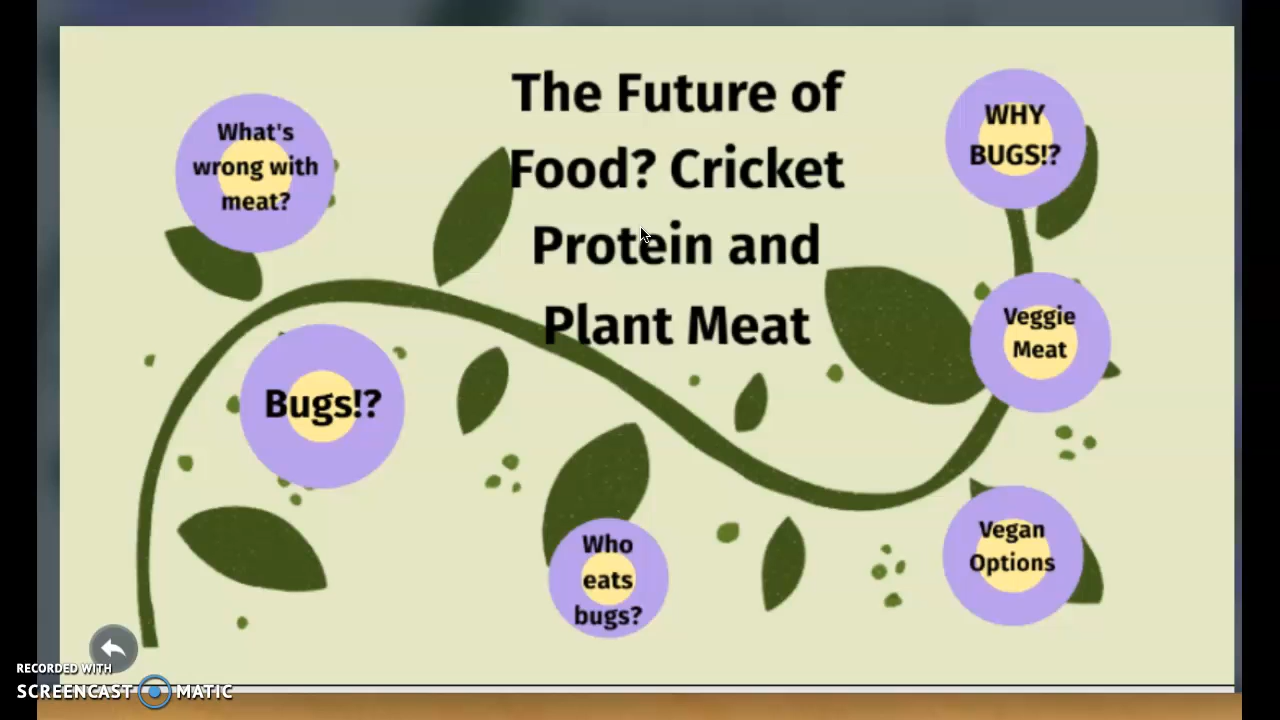 The Future of
Food? Cricket
Protein and
Plant Meat
What's
wrong with
meat?
Bugs!?
Who
eats
bugs?
WHY
BUGS!?
Veggie
Meat
Vegan
Options
RECORDED WITH
SCREENCAST MATIC